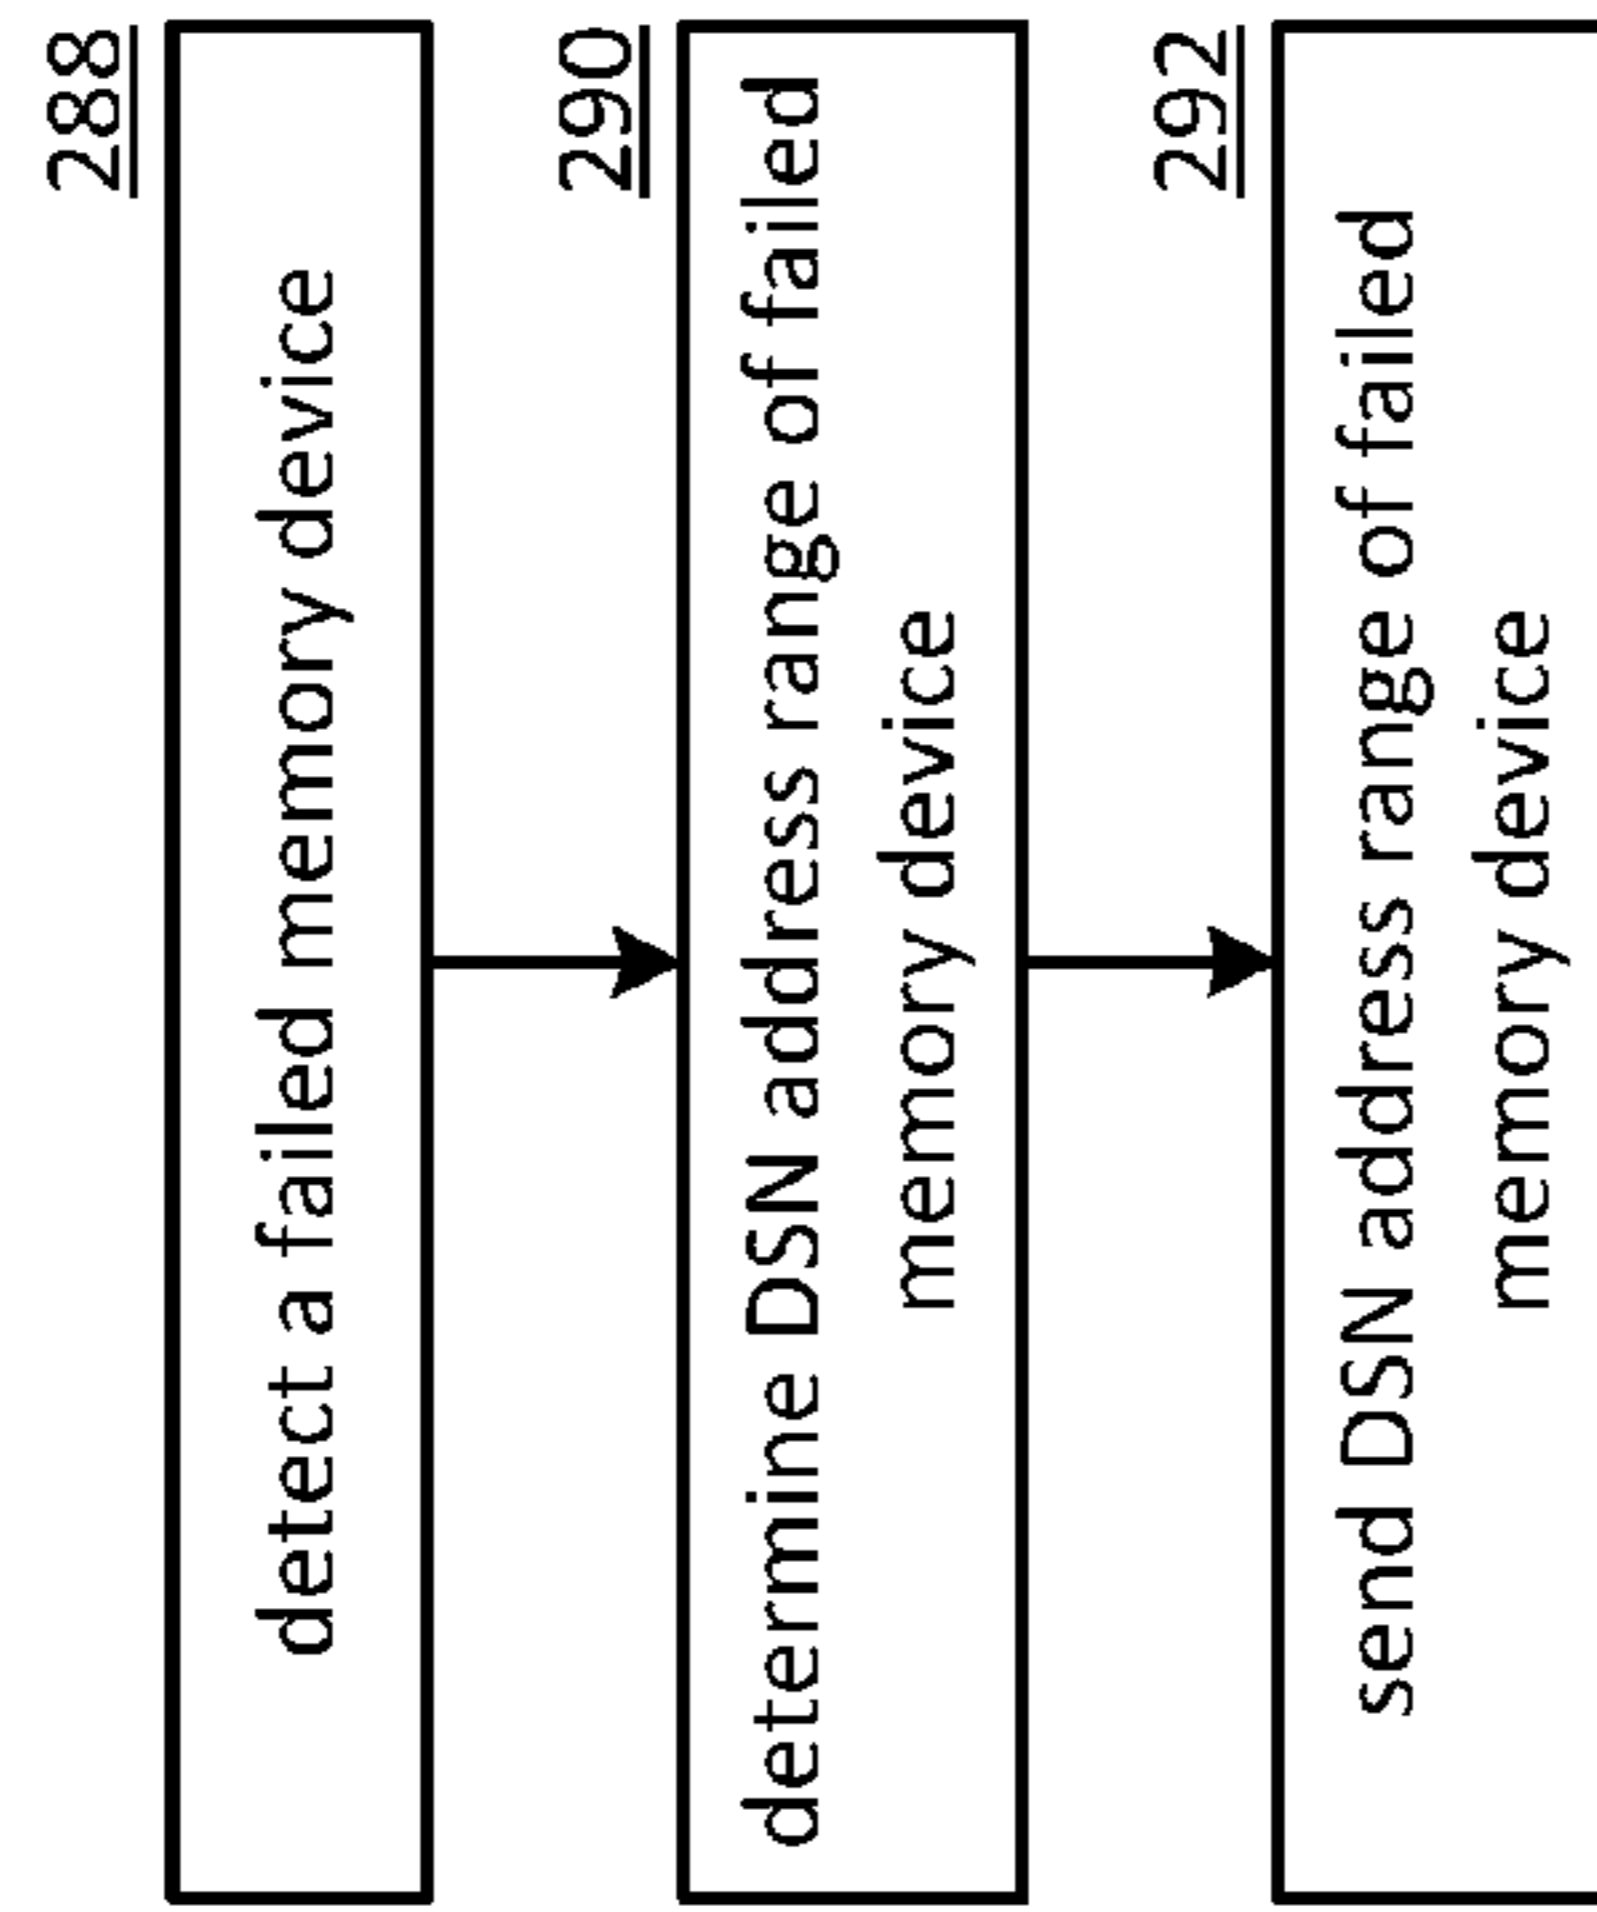 288
detect a failed memory device
290
determine DSN address range of failed
memory device
292
send DSN address range of failed
memory device